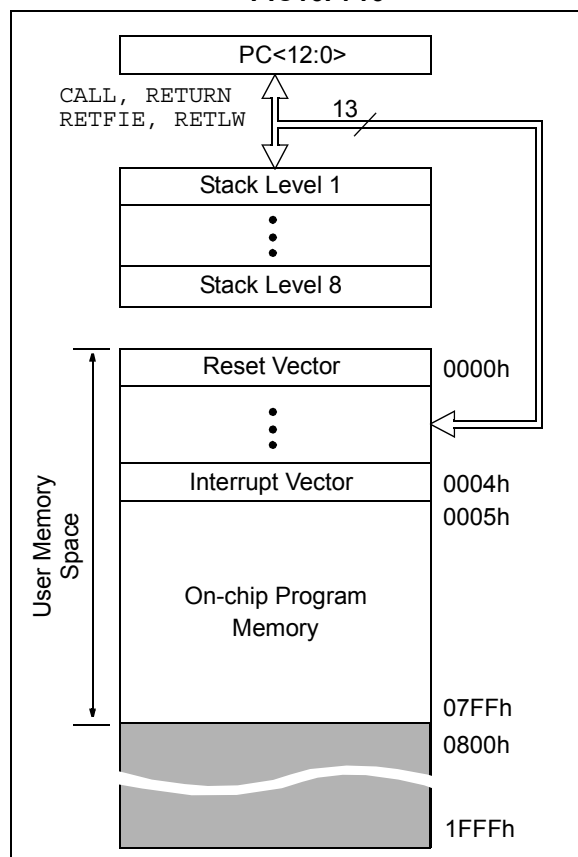 PC<12:0>
CALL, RETURN
RETFIE, RETLW
13
Stack Level 1
Stack Level 8
Reset Vector
0000h
Interrupt Vector
0004h
0005h
User Memory
Space
On-chip Program
Memory
07FFh
0800h
1FFFh